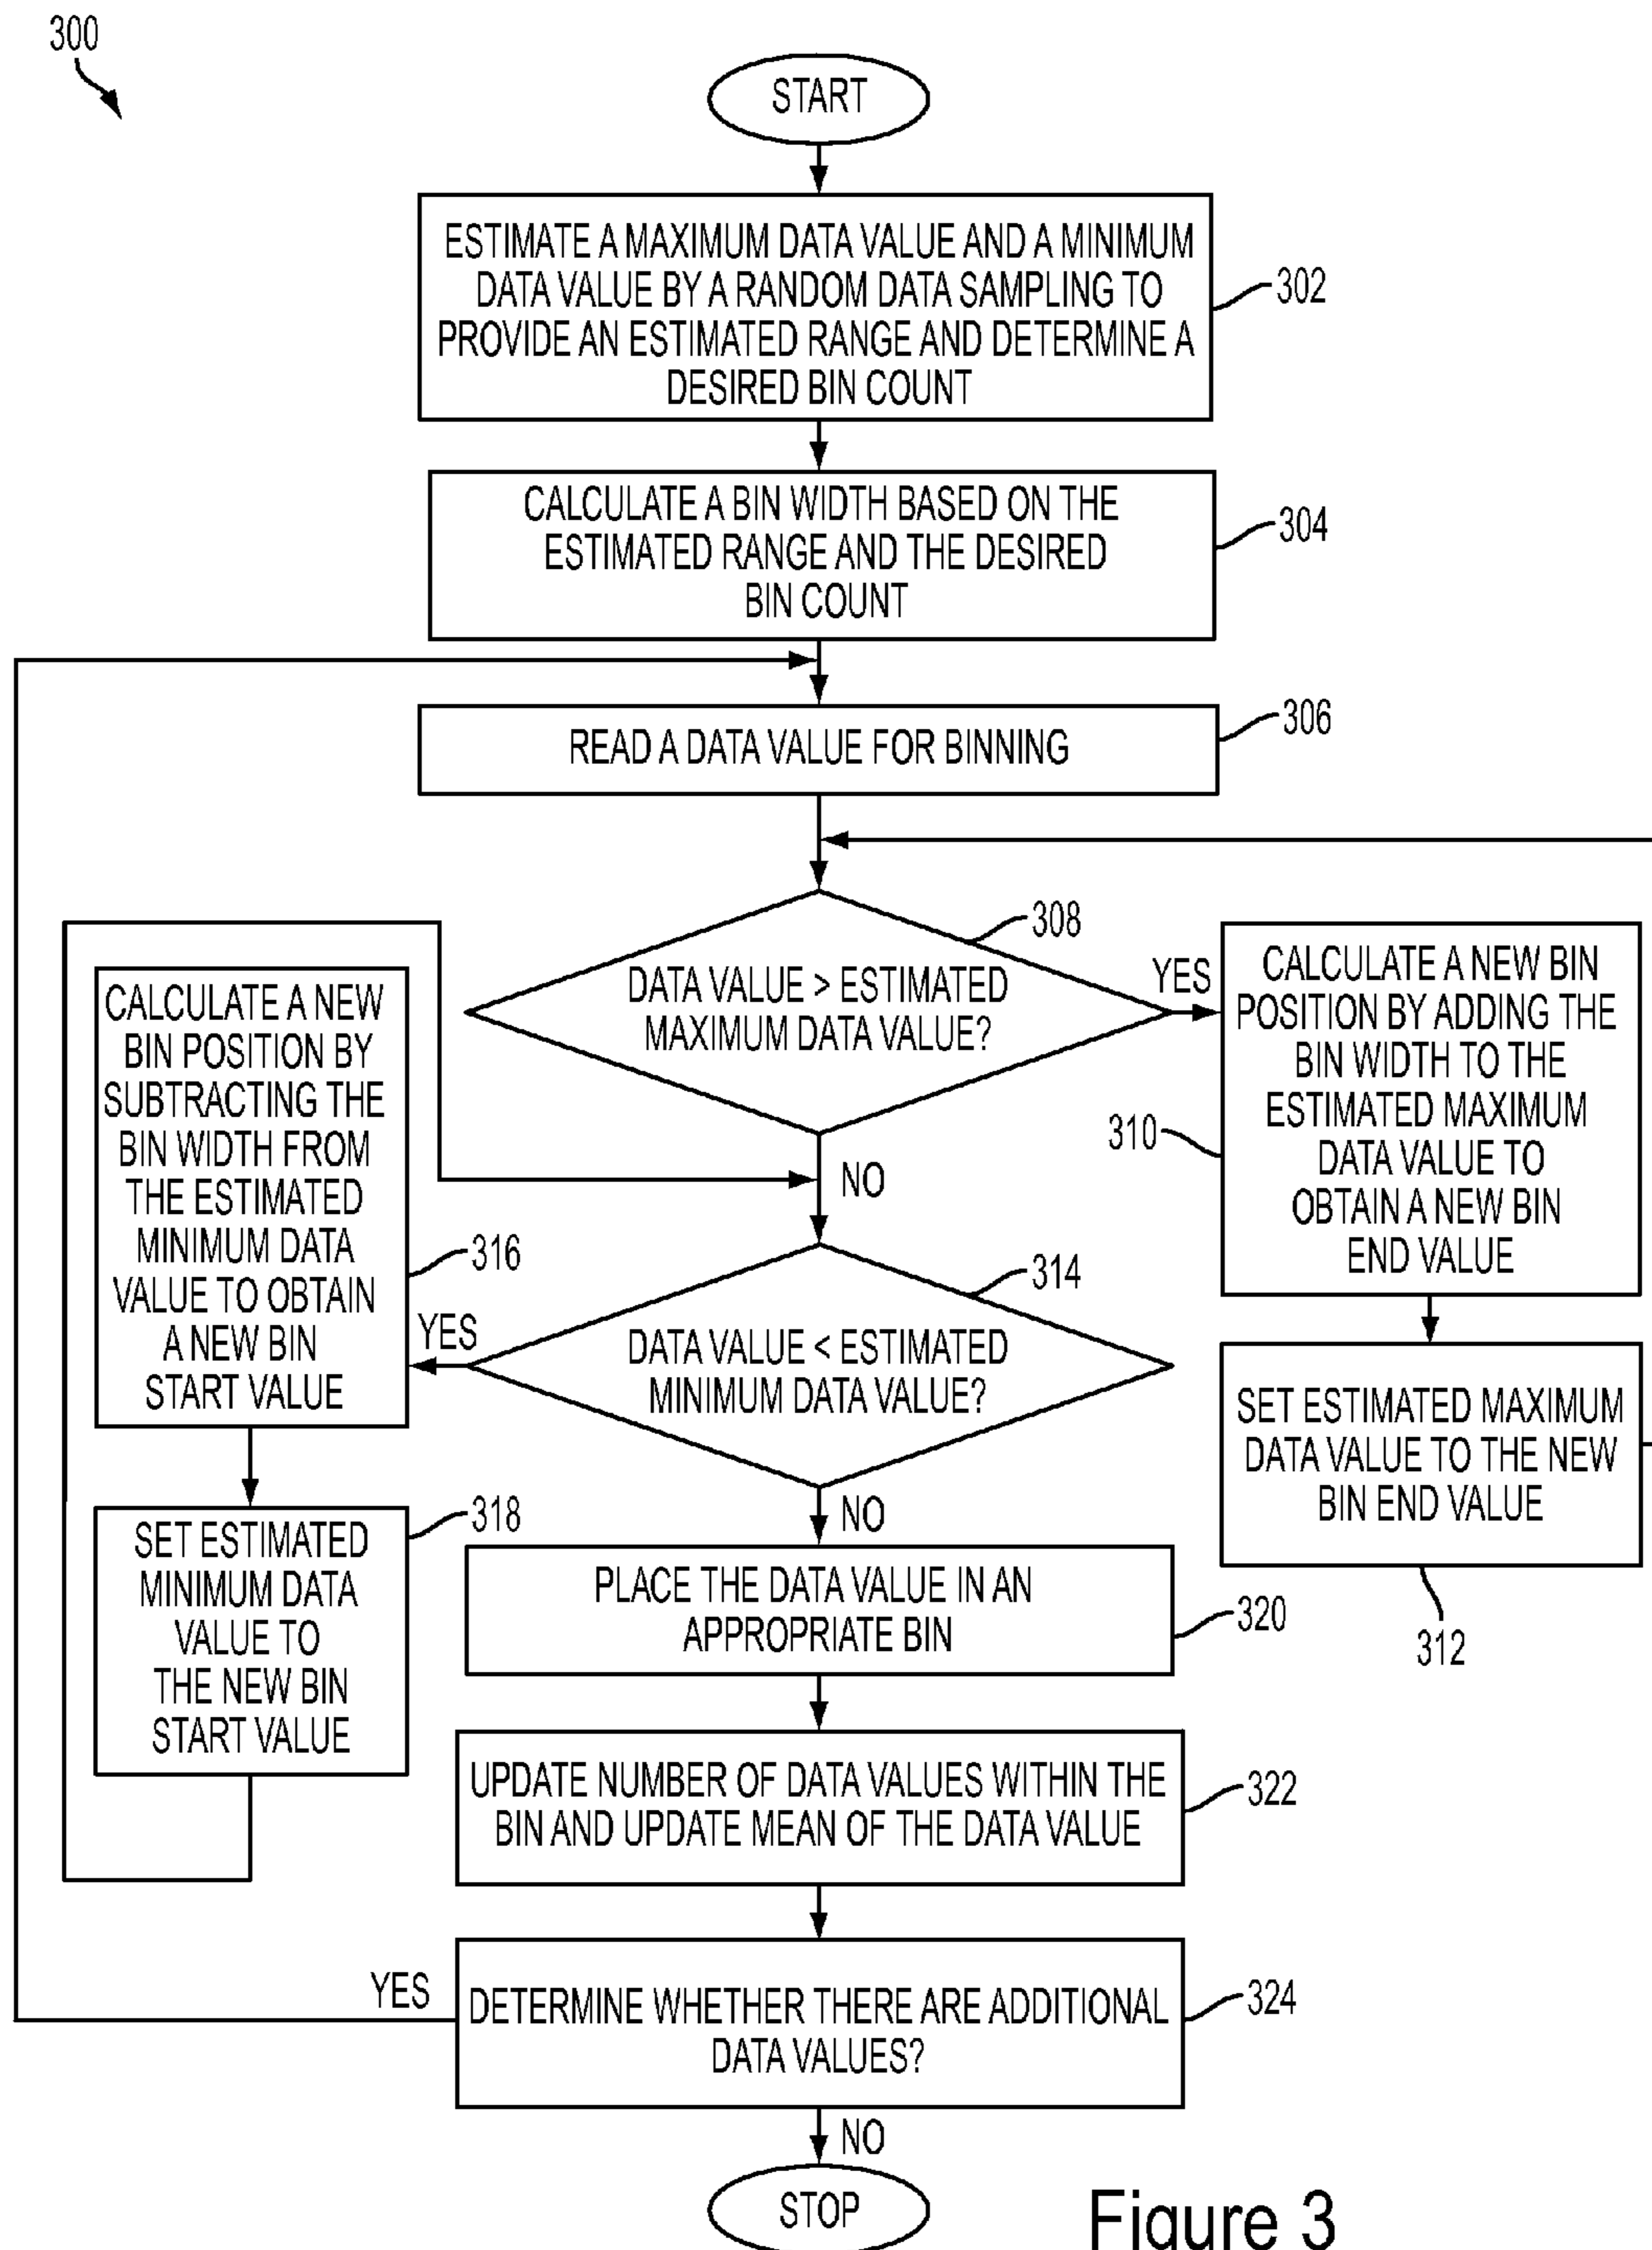 300
START
ESTIMATE A MAXIMUM DATA VALUE AND A MINIMUM
DATA VALUE BY A RANDOM DATA SAMPLING TO
PROVIDE AN ESTIMATED RANGE AND DETERMINE A
DESIRED BIN COUNT
302
CALCULATE A BIN WIDTH BASED ON THE
ESTIMATED RANGE AND THE DESIRED
BIN COUNT
304
READ A DATA VALUE FOR BINNING
306
DATA VALUE > ESTIMATED
MAXIMUM DATA VALUE?
308
YES
NO
CALCULATE A NEW BIN
POSITION BY ADDING THE
BIN WIDTH TO THE
ESTIMATED MAXIMUM
DATA VALUE TO
OBTAIN A NEW BIN
END VALUE
310
SET ESTIMATED MAXIMUM
DATA VALUE TO THE NEW
BIN END VALUE
312
DATA VALUE < ESTIMATED
MINIMUM DATA VALUE?
314
YES
NO
CALCULATE A NEW
BIN POSITION BY
SUBTRACTING THE
BIN WIDTH FROM
THE ESTIMATED
MINIMUM DATA
VALUE TO OBTAIN
A NEW BIN
START VALUE
316
SET ESTIMATED
MINIMUM DATA
VALUE TO
THE NEW BIN
START VALUE
318
PLACE THE DATA VALUE IN AN
APPROPRIATE BIN
320
UPDATE NUMBER OF DATA VALUES WITHIN THE
BIN AND UPDATE MEAN OF THE DATA VALUE
322
DETERMINE WHETHER THERE ARE ADDITIONAL
DATA VALUES?
324
YES
NO
STOP
Figure 3